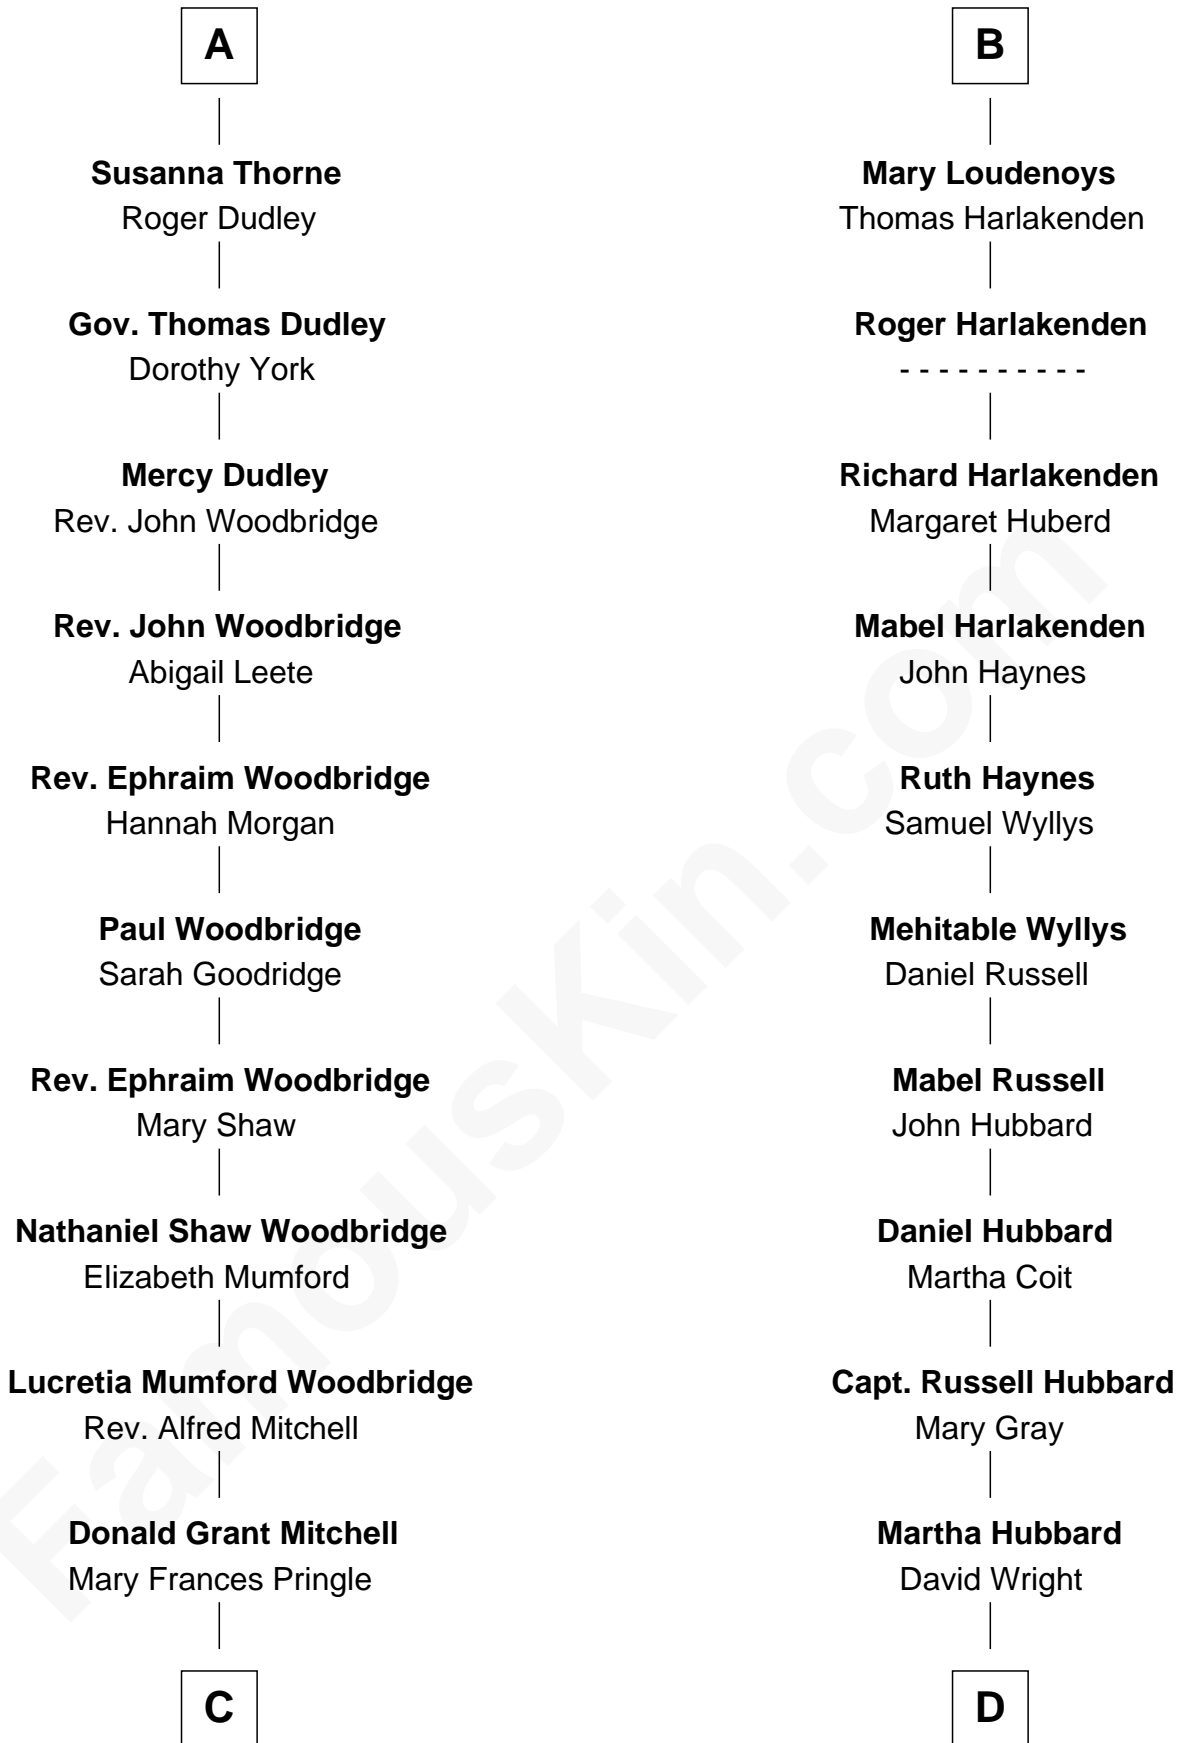 A
Susanna Thorne
Roger Dudley
Gov. Thomas Dudley
Dorothy York
Mercy Dudley
Rev. John Woodbridge
Rev. John Woodbridge
Abigail Leete
Rev. Ephraim Woodbridge
Hannah Morgan
Paul Woodbridge
Sarah Goodridge
Rev. Ephraim Woodbridge
Mary Shaw
Nathaniel Shaw Woodbridge
Elizabeth Mumford
Lucretia Mumford Woodbridge
Rev. Alfred Mitchell
Donald Grant Mitchell
Mary Frances Pringle
C
B
Mary Loudenoys
Thomas Harlakenden
Roger Harlakenden
- - - - - - - - - -
Richard Harlakenden
Margaret Huberd
Mabel Harlakenden
John Haynes
Ruth Haynes
Samuel Wyllys
Mehitable Wyllys
Daniel Russell
Mabel Russell
John Hubbard
Daniel Hubbard
Martha Coit
Capt. Russell Hubbard
Mary Gray
Martha Hubbard
David Wright
D
FamousKin.com